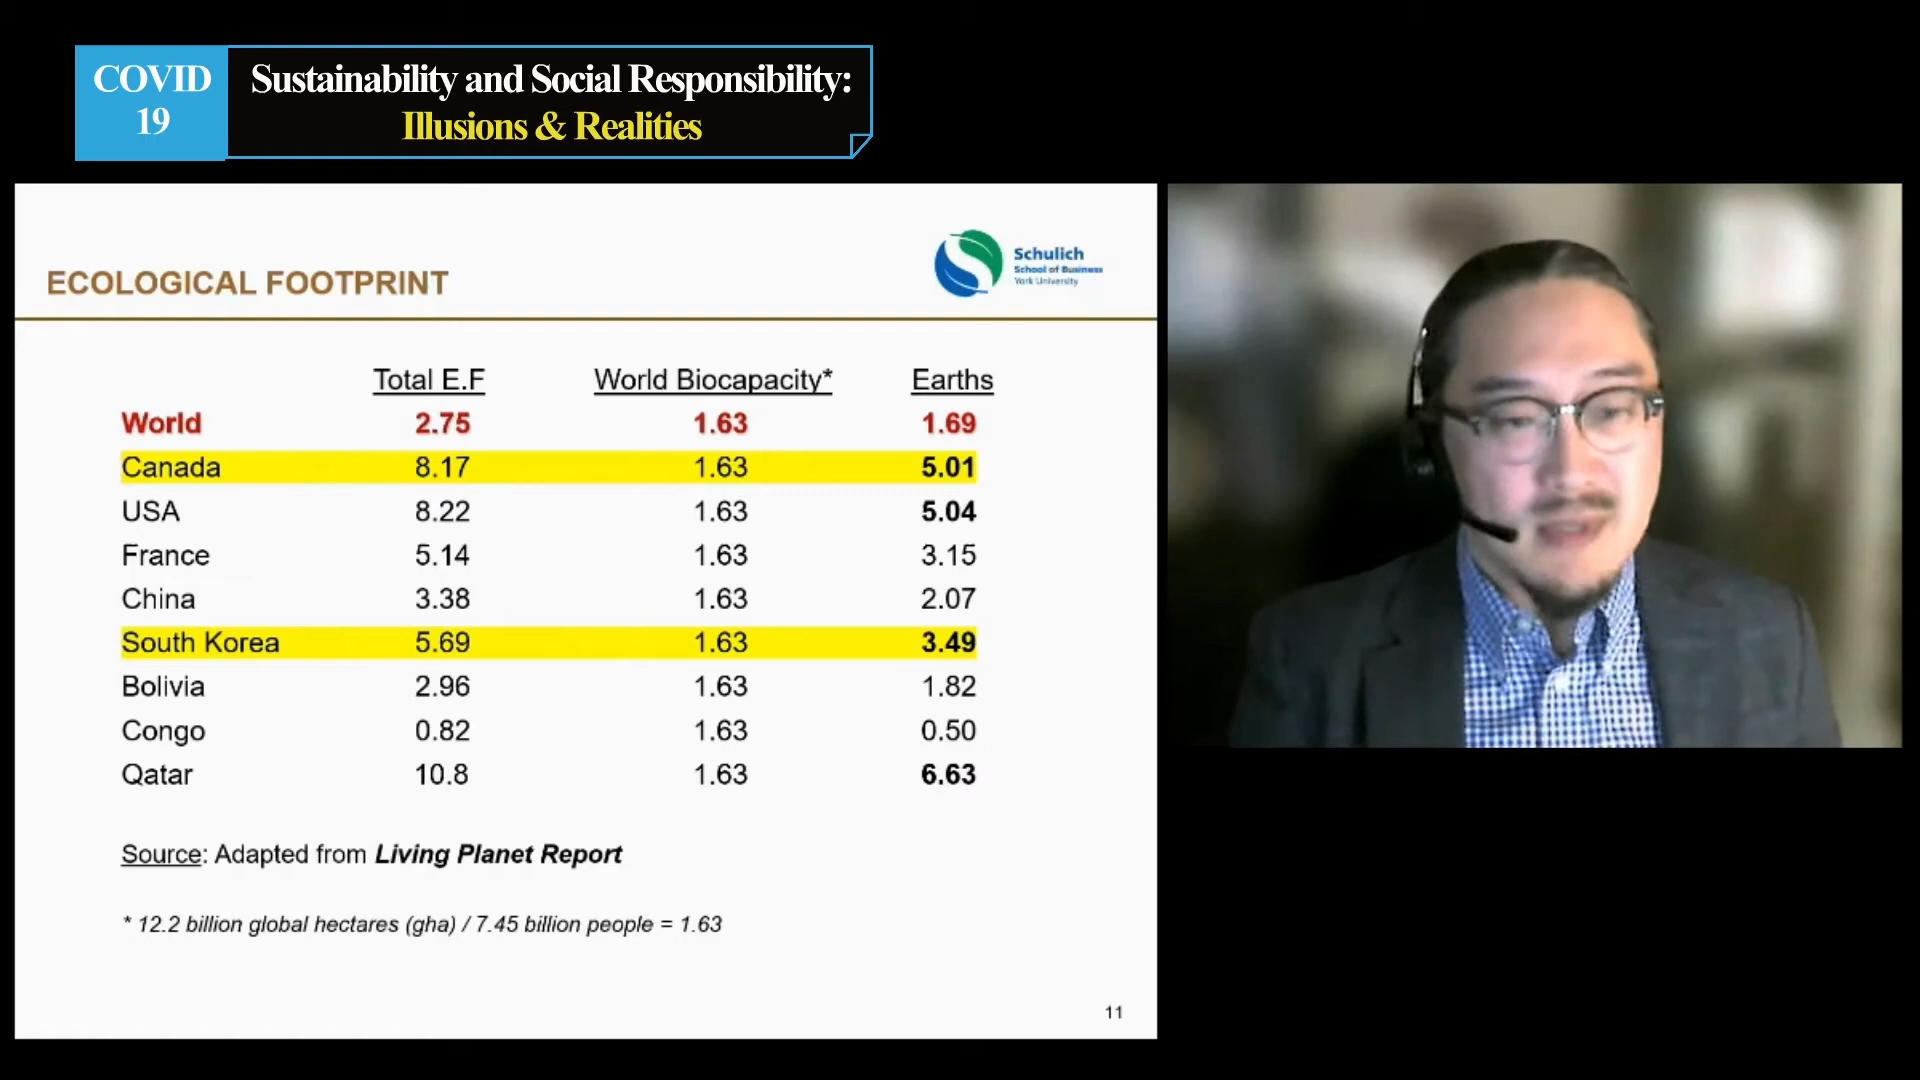 COVID
19
Sustainability and Social Responsibility:
Illusions & Realities
Schulich
School of Business
York University
ECOLOGICAL FOOTPRINT
Total E.F World Biocapacity* Earths
World 2.75 1.63 1.69
Canada 8.17 1.63 5.01
USA 8.22 1.63 5.04
France 5.14 1.63 3.15
China 3.38 1.63 2.07
South Korea 5.69 1.63 3.49
Bolivia 2.96 1.63 1.82
Congo 0.82 1.63 0.50
Qatar 10.8 1.63 6.63
Source: Adapted from Living Planet Report
* 12.2 billion global hectares (gha) / 7.45 billion people = 1.63
11